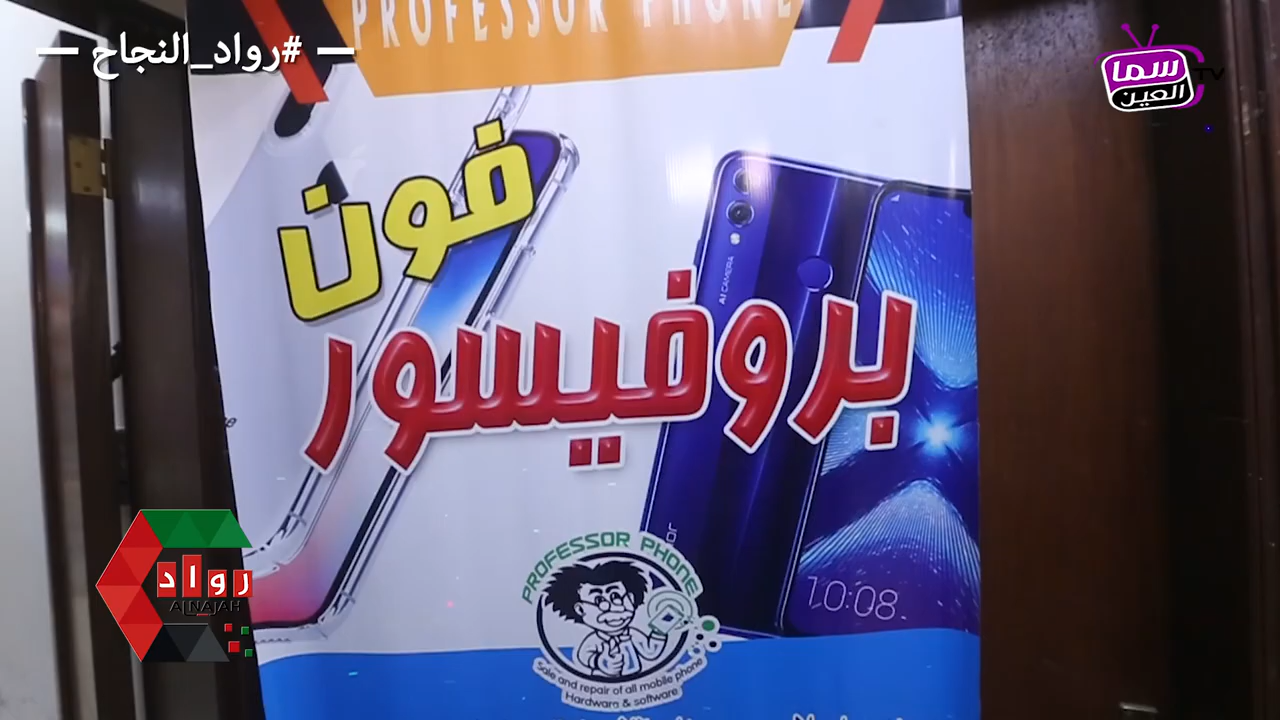 PROFESSOR PHONE
#رواد_النجاح
سما
العين
TV
فون
بروفيسور
AI CAMERA
10:08
PROFESSOR PHONE
Sale and repair of all mobile phone
Hardware & software
رواد
ALNAJAH